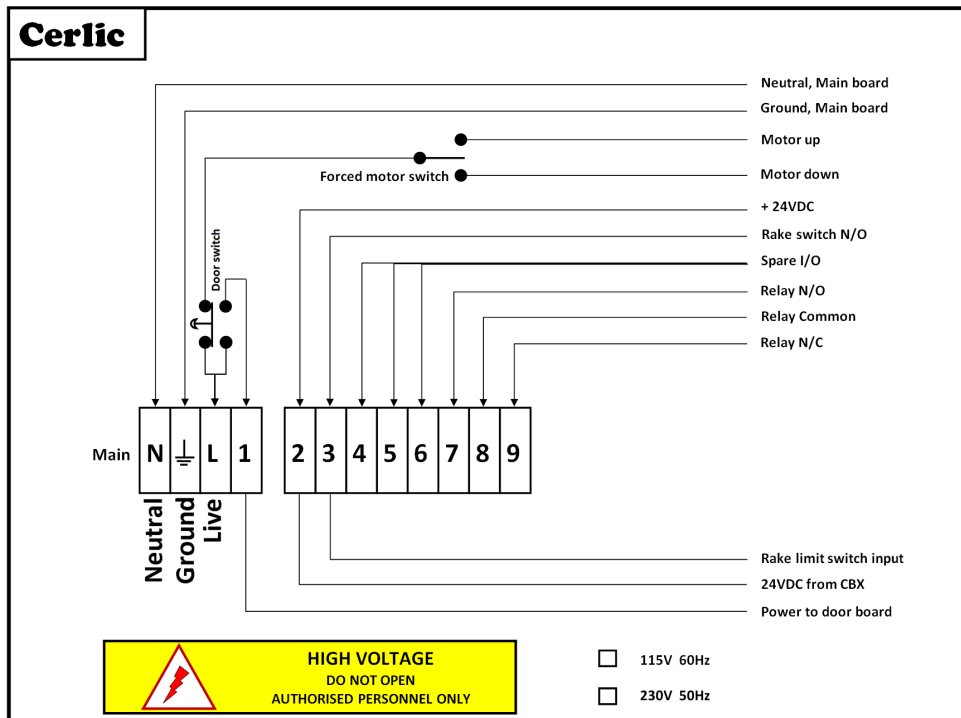 Cerlic
Neutral, Main board
Ground, Main board
Motor up
Forced motor switch
Motor down
+ 24VDC
Rake switch N/O
Door switch
Spare I/O
Relay N/O
Relay Common
Relay N/C
Main N L 1 2 3 4 5 6 7 8 9
Neutral
Ground
Live
Rake limit switch input
24VDC from CBX
Power to door board
HIGH VOLTAGE
DO NOT OPEN
AUTHORISED PERSONNEL ONLY
115V 60Hz
230V 50Hz